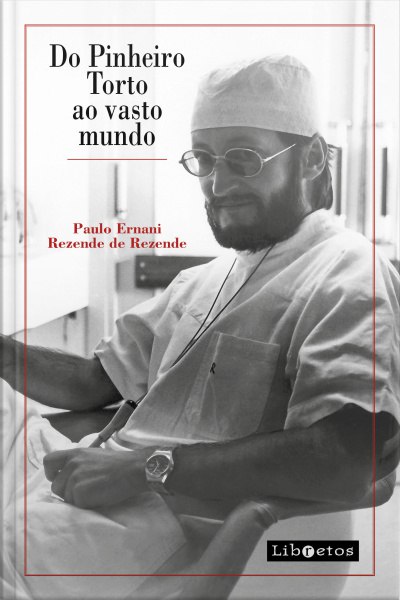 Do Pinheiro
Torto
ao vasto
mundo
Paulo Ernani
Rezende de Rezende
R
Libretos